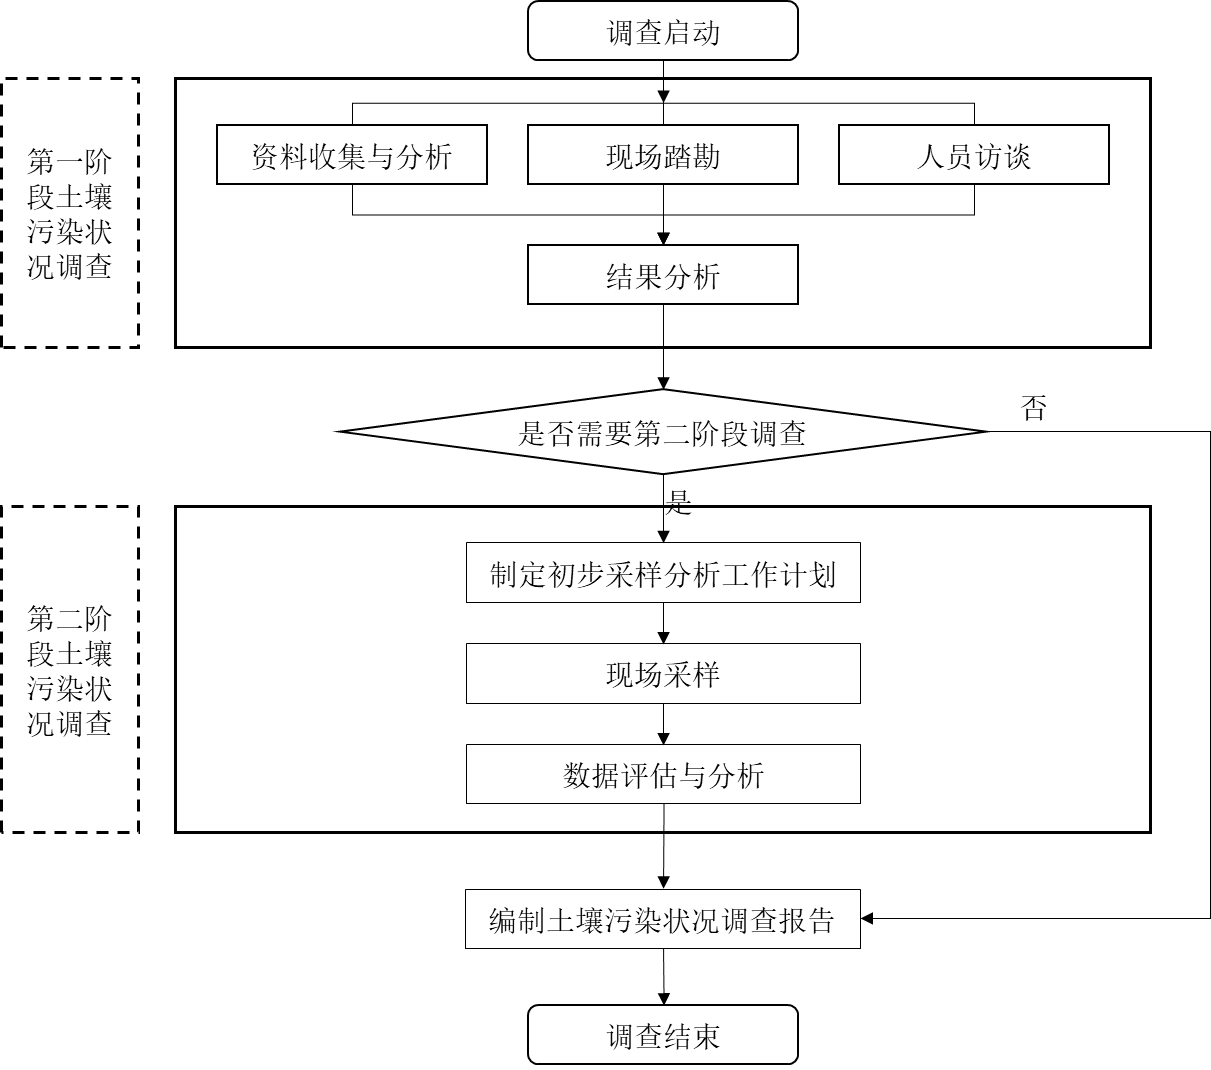 调查启动
第一阶
段土壤
污染状
况调查
资料收集与分析
现场踏勘
人员访谈
结果分析
是否需要第二阶段调查
否
是
第二阶
段土壤
污染状
况调查
制定初步采样分析工作计划
现场采样
数据评估与分析
编制土壤污染状况调查报告
调查结束